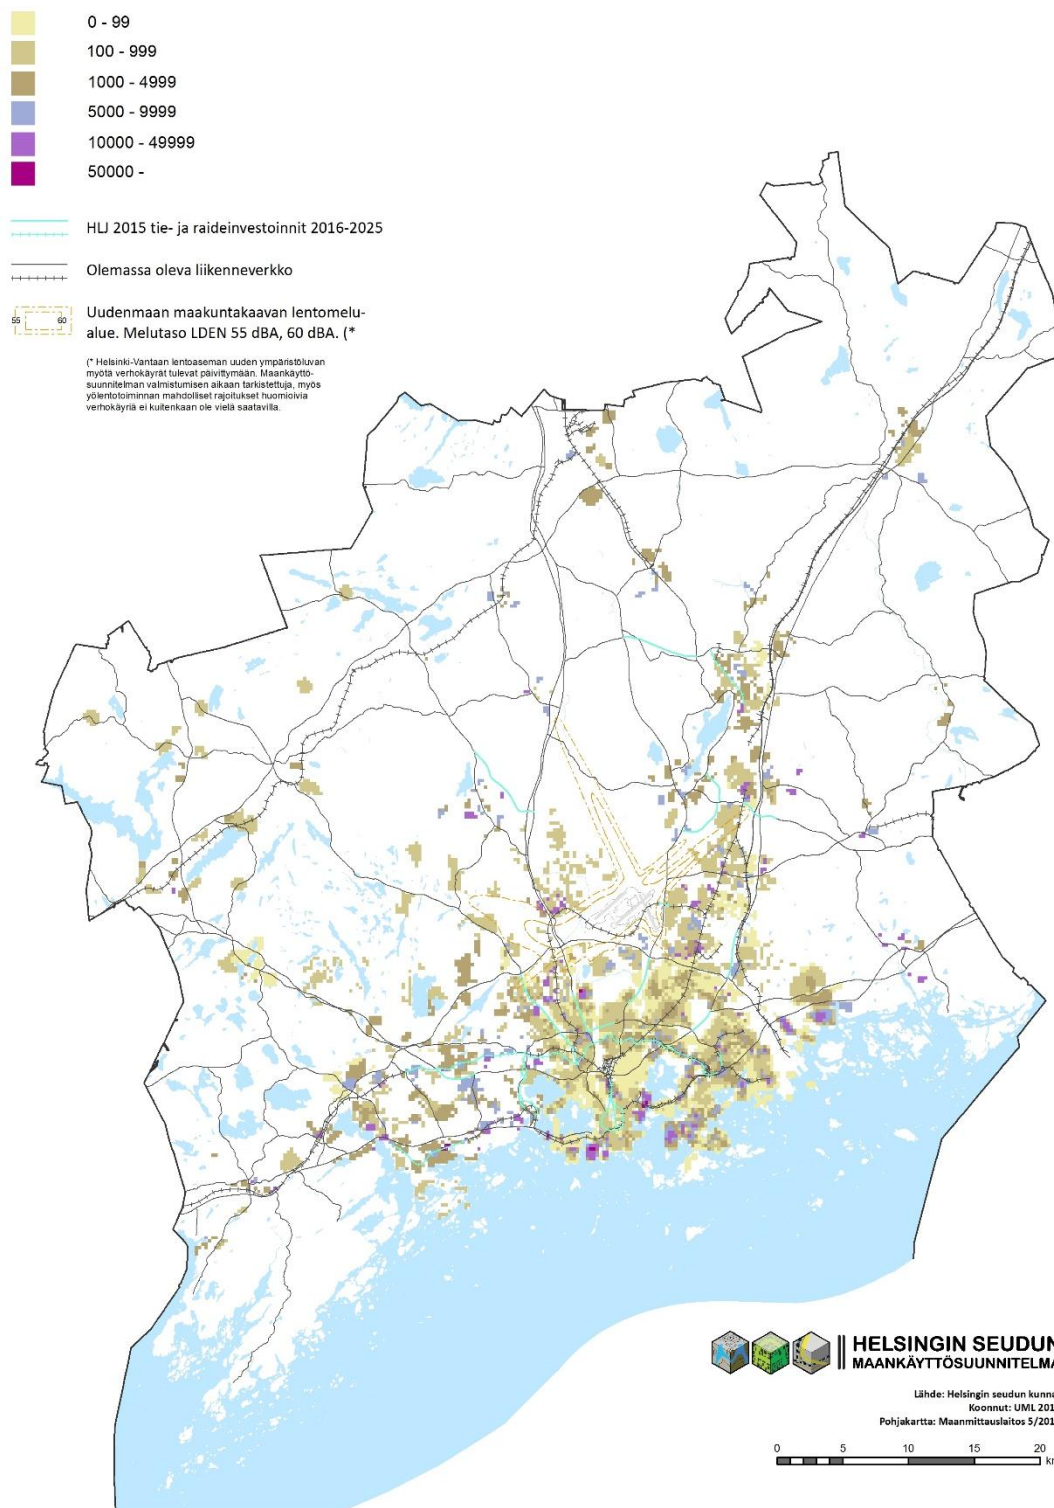 0 - 99
100 - 999
1000 - 4999
5000 - 9999
10000 - 49999
50000 -
HLJ 2015 tie- ja raideinvestoinnit 2016-2025
Olemassa oleva liikenneverkko
55 60
Uudenmaan maakuntakaavan lentomelu-
alue. Melutaso LDEN 55 dBA, 60 dBA. (*
(* Helsinki-Vantaan lentoaseman uuden ympäristöluvan
myötä verhokäyrät tulevat päivittymään. Maankäyttö-
suunnitelman valmistumisen aikaan tarkistettuja, myös
yölentotoiminnan mahdolliset rajoitukset huomioivia
verhokäyriä ei kuitenkaan ole vielä saatavilla.
HELSINGIN SEUDUN
MAANKÄYTTÖSUUNNITELMA
Lähde: Helsingin seudun kunna
Koonnut: UML 201
Pohjakartta: Maanmittauslaitos 5/201
0 5 10 15 20
km